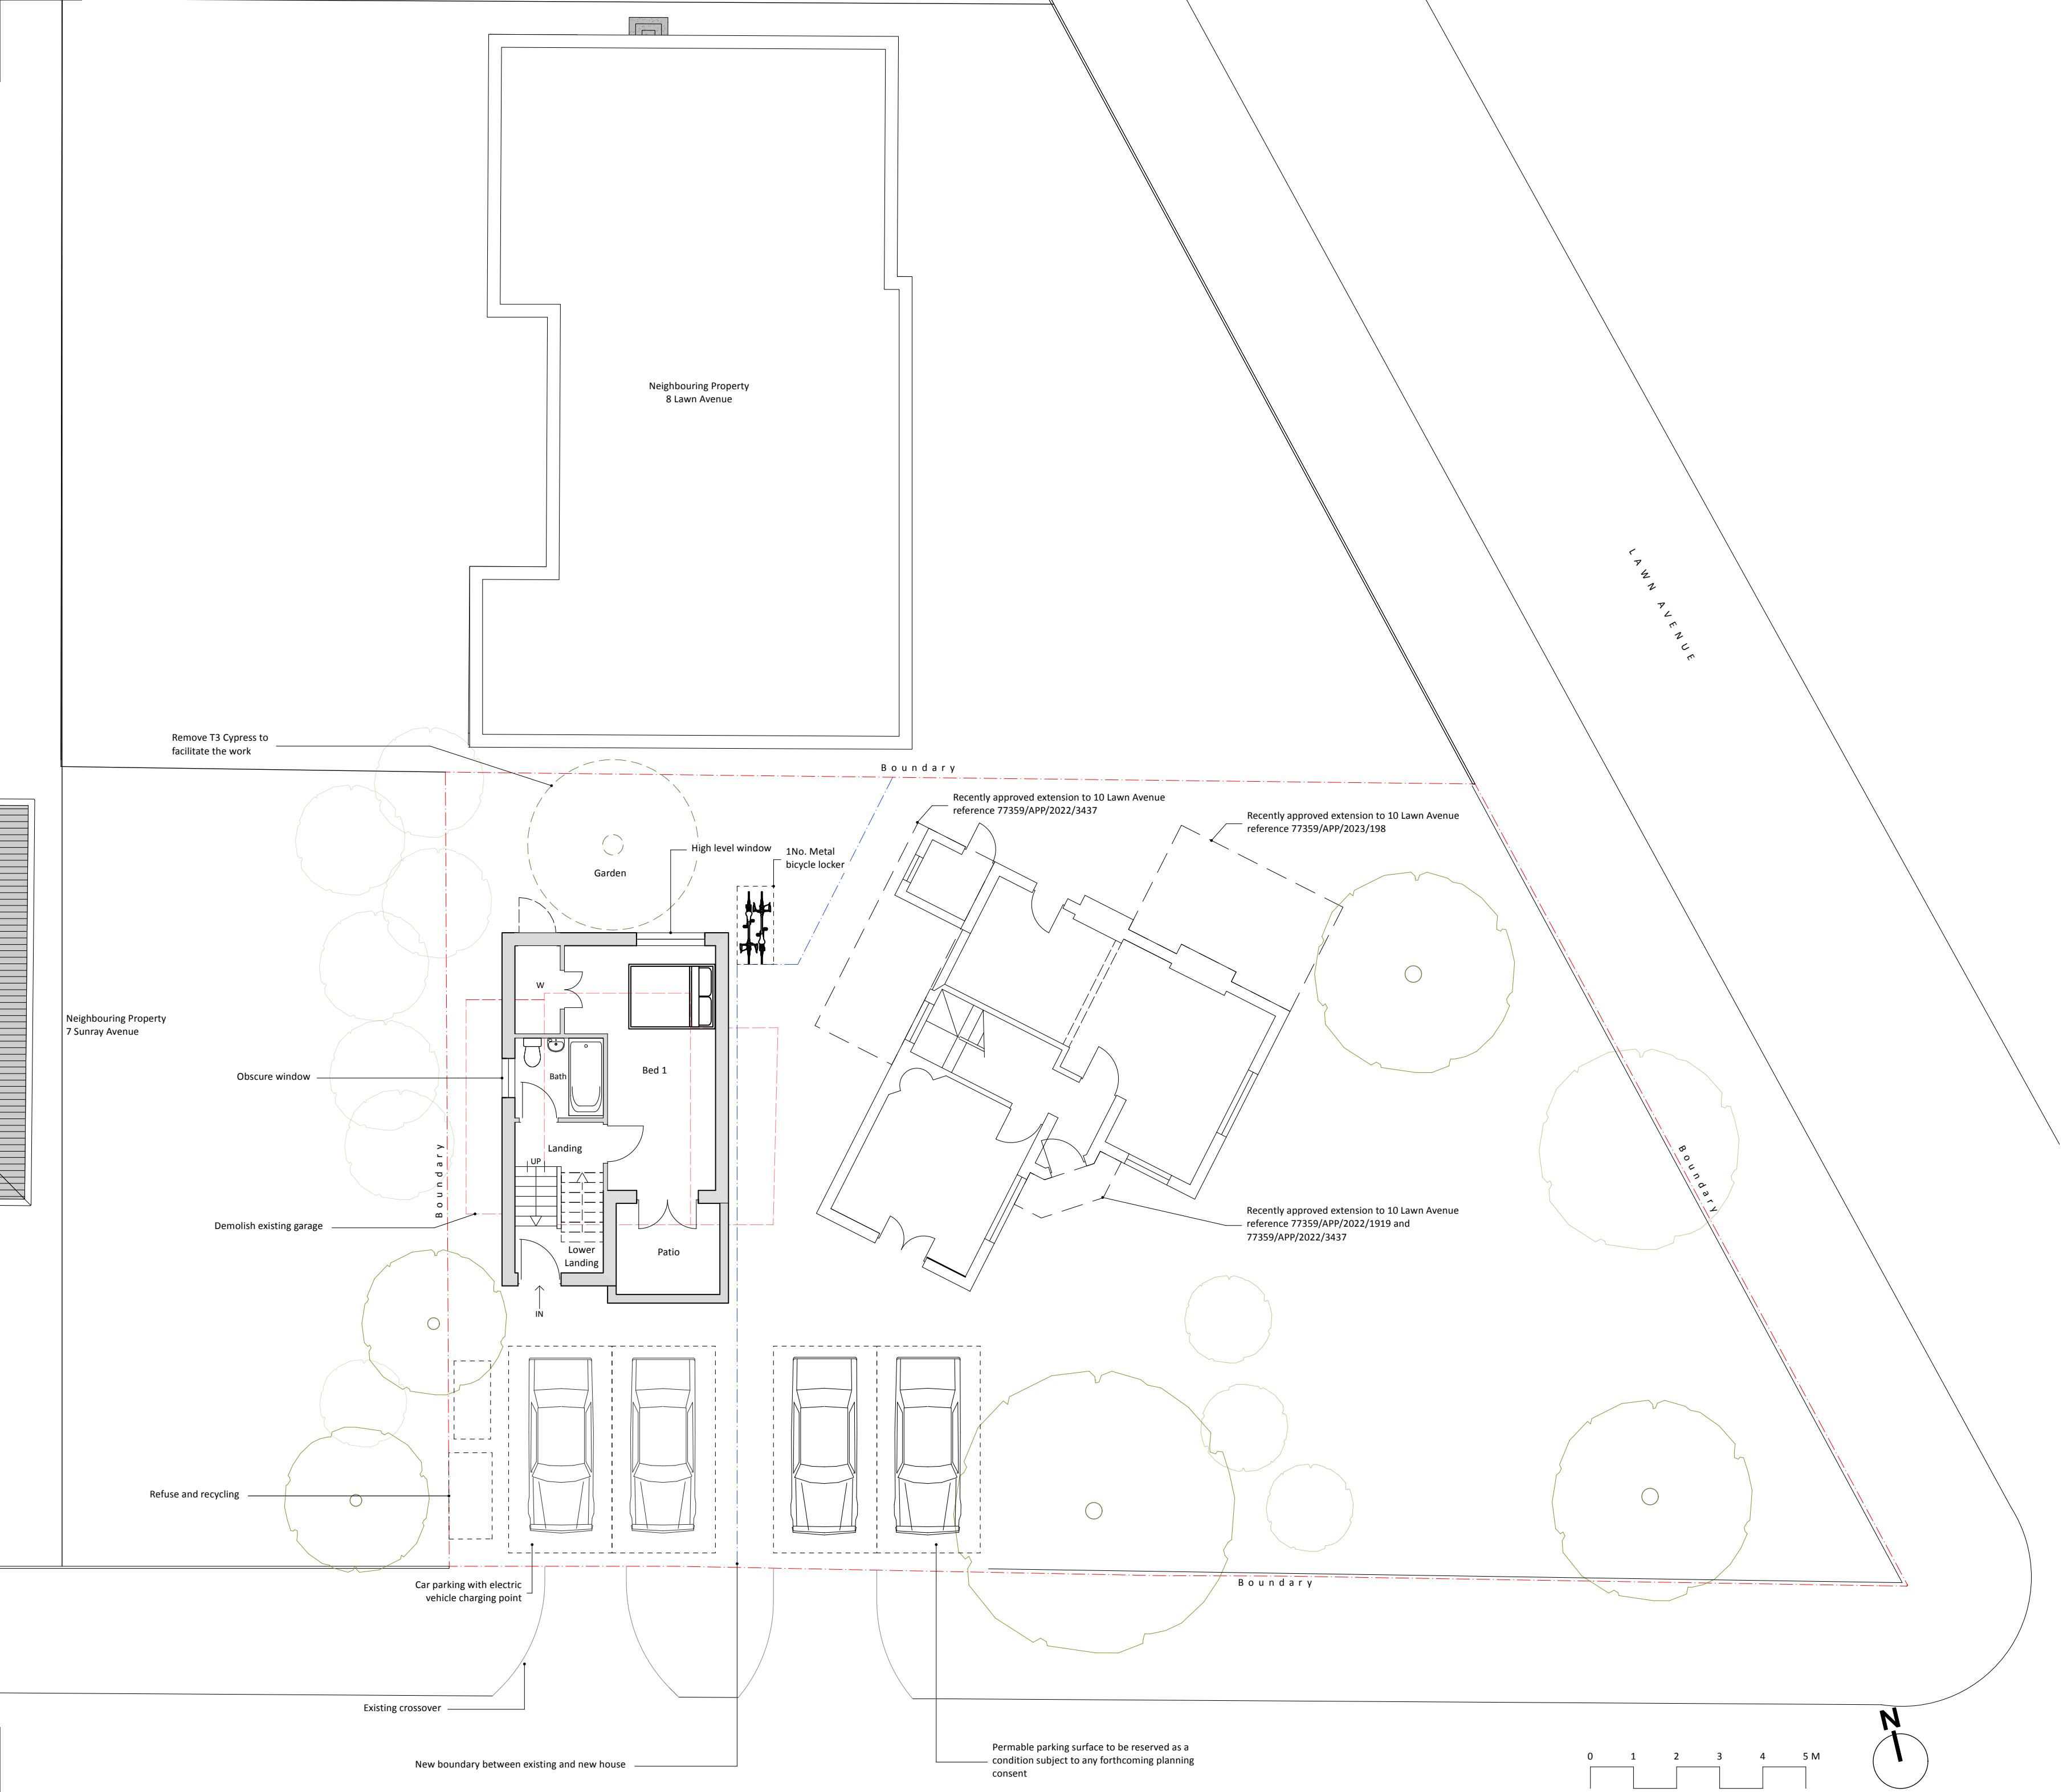 Neighbouring Property
8 Lawn Avenue
LAWN AVENUE
Remove T3 Cypress to
facilitate the work
Boundary
Recently approved extension to 10 Lawn Avenue
reference 77359/APP/2022/3437
Recently approved extension to 10 Lawn Avenue
reference 77359/APP/2023/198
High level window
1No. Metal
bicycle locker
Garden
W
Neighbouring Property
7 Sunray Avenue
Obscure window
Bath
Bed 1
Landing
UP
Boundary
Boundary
Demolish existing garage
Lower
Landing
Patio
IN
Recently approved extension to 10 Lawn Avenue
reference 77359/APP/2022/1919 and
77359/APP/2022/3437
Refuse and recycling
Car parking with electric
vehicle charging point
Boundary
Existing crossover
New boundary between existing and new house
Permable parking surface to be reserved as a
condition subject to any forthcoming planning
consent
0 1 2 3 4 5 M
N